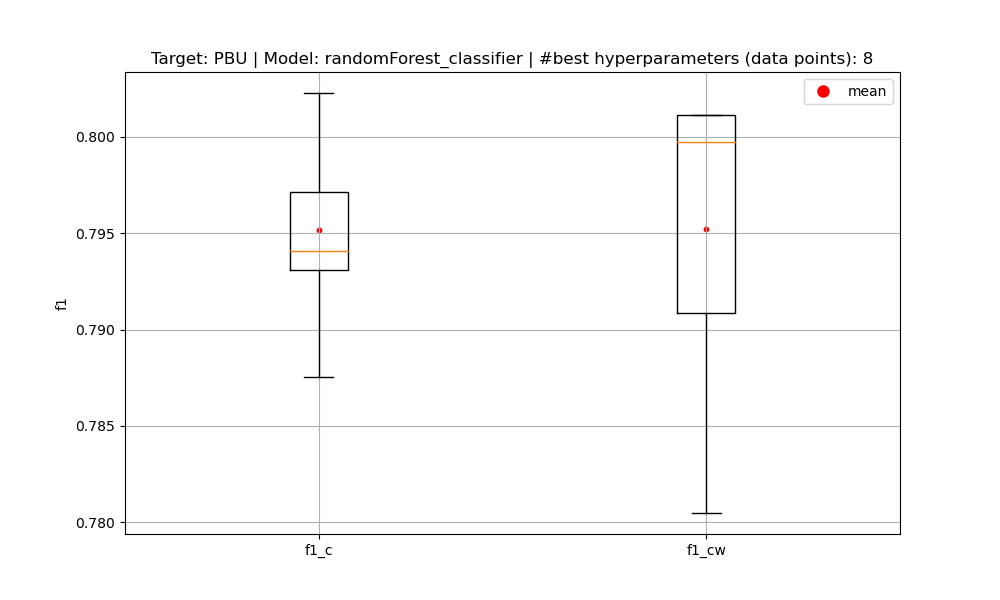 Target: PBU | Model: randomForest_classifier | #best hyperparameters (data points): 8
mean
0.800
0.795
0.790
0.785
0.780
f1
f1_c
f1_cw